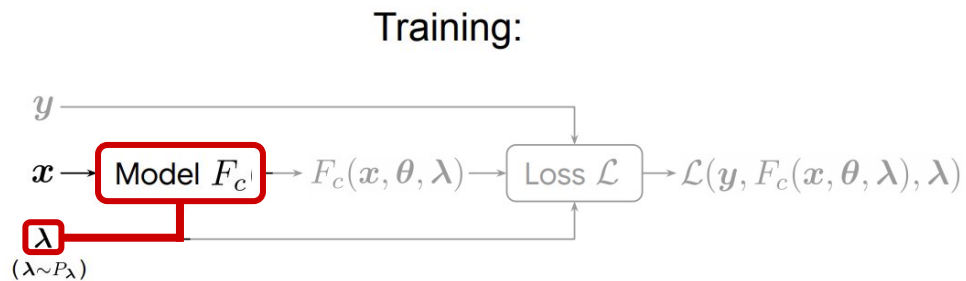 Training:
y
x Model F_c F_c(x, θ, λ) Loss ℒ ℒ(y, F_c(x, θ, λ), λ)
λ
(λ∼P_λ)